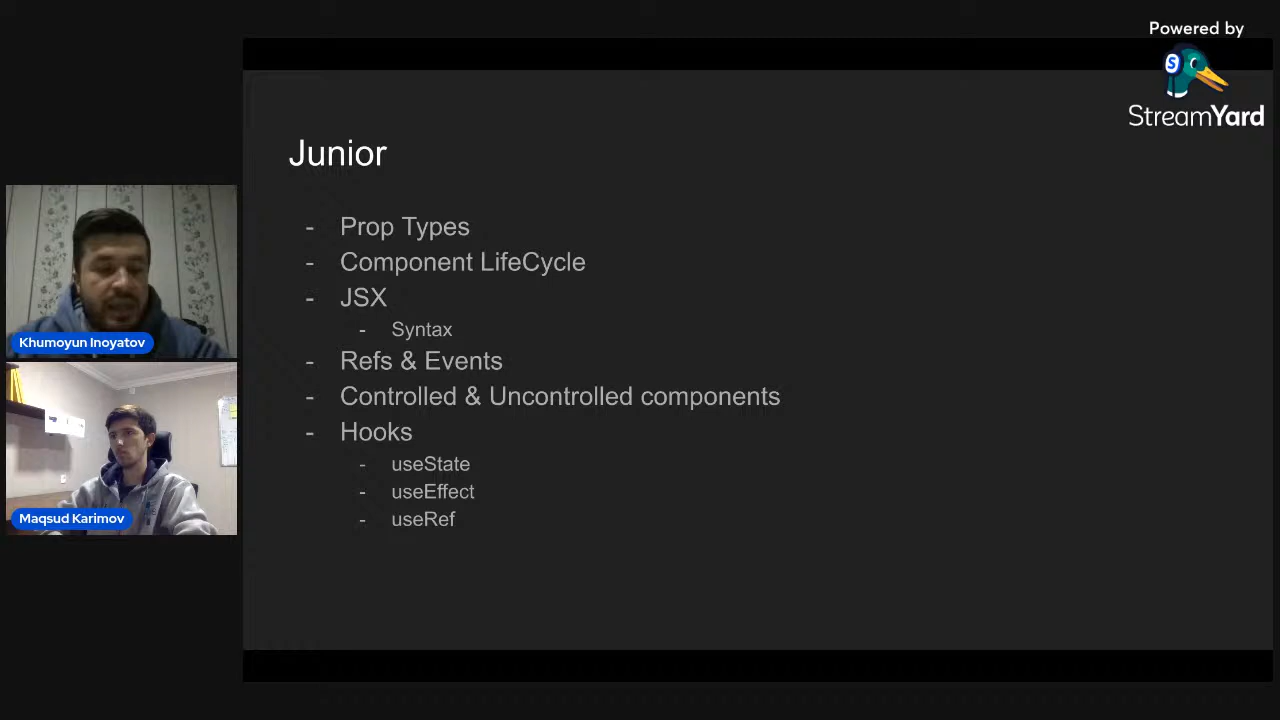 Powered by
StreamYard
Junior
- Prop Types
- Component LifeCycle
- JSX
- Syntax
- Refs & Events
- Controlled & Uncontrolled components
- Hooks
- useState
- useEffect
- useRef
Khumoyun Inoyatov
Maqsud Karimov